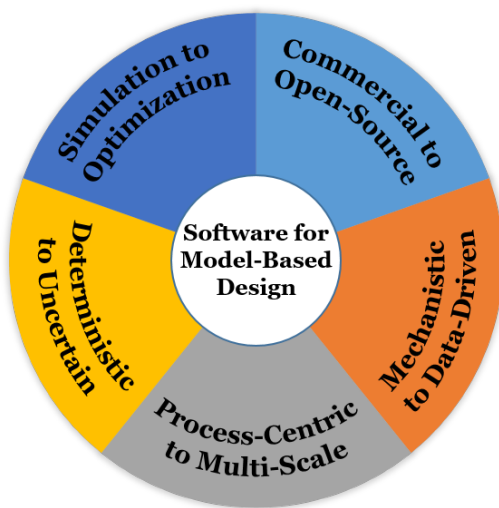 Simulation to
Optimization
Commercial to
Open-Source
Software for
Model-Based
Design
Deterministic
to Uncertain
Mechanistic
to Data-Driven
Process-Centric
to Multi-Scale